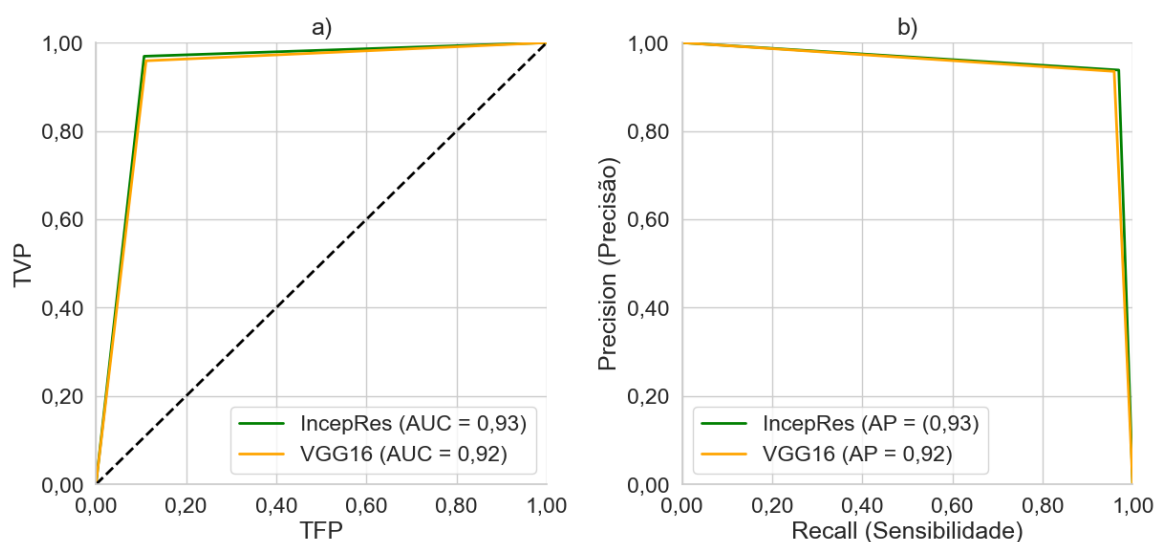 a)
1,00
0,80
0,60
0,40
0,20
0,00
TVP
IncepRes (AUC = 0,93)
VGG16 (AUC = 0,92)
0,00 0,20 0,40 0,60 0,80 1,00
TFP
b)
1,00
0,80
0,60
0,40
0,20
0,00
Precision (Precisão)
IncepRes (AP = (0,93)
VGG16 (AP = 0,92)
0,00 0,20 0,40 0,60 0,80 1,00
Recall (Sensibilidade)